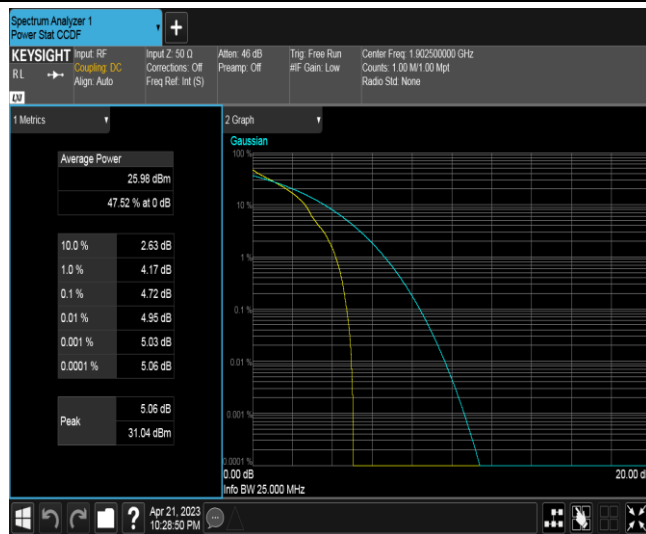 Spectrum Analyzer 1
Power Stat CCDF
+
KEYSIGHT Input: RF Input Z: 50 Ω Atten: 46 dB Trig: Free Run Center Freq: 1.902500000 GHz
RL Coupling: DC Corrections: Off Preamp: Off #IF Gain: Low Counts: 1.00 M/1.00 Mpt
Align: Auto Freq Ref: Int (S) Radio Std: None
LXI
1 Metrics
2 Graph
Gaussian
Average Power
25.98 dBm
47.52 % at 0 dB
10.0 % 2.63 dB
1.0 % 4.17 dB
0.1 % 4.72 dB
0.01 % 4.95 dB
0.001 % 5.03 dB
0.0001 % 5.06 dB
Peak 5.06 dB
31.04 dBm
100 %
10 %
1 %
0.1 %
0.01 %
0.001 %
0.0001 %
0.00 dB 20.00 d
Info BW 25.000 MHz
? Apr 21, 2023
10:28:50 PM